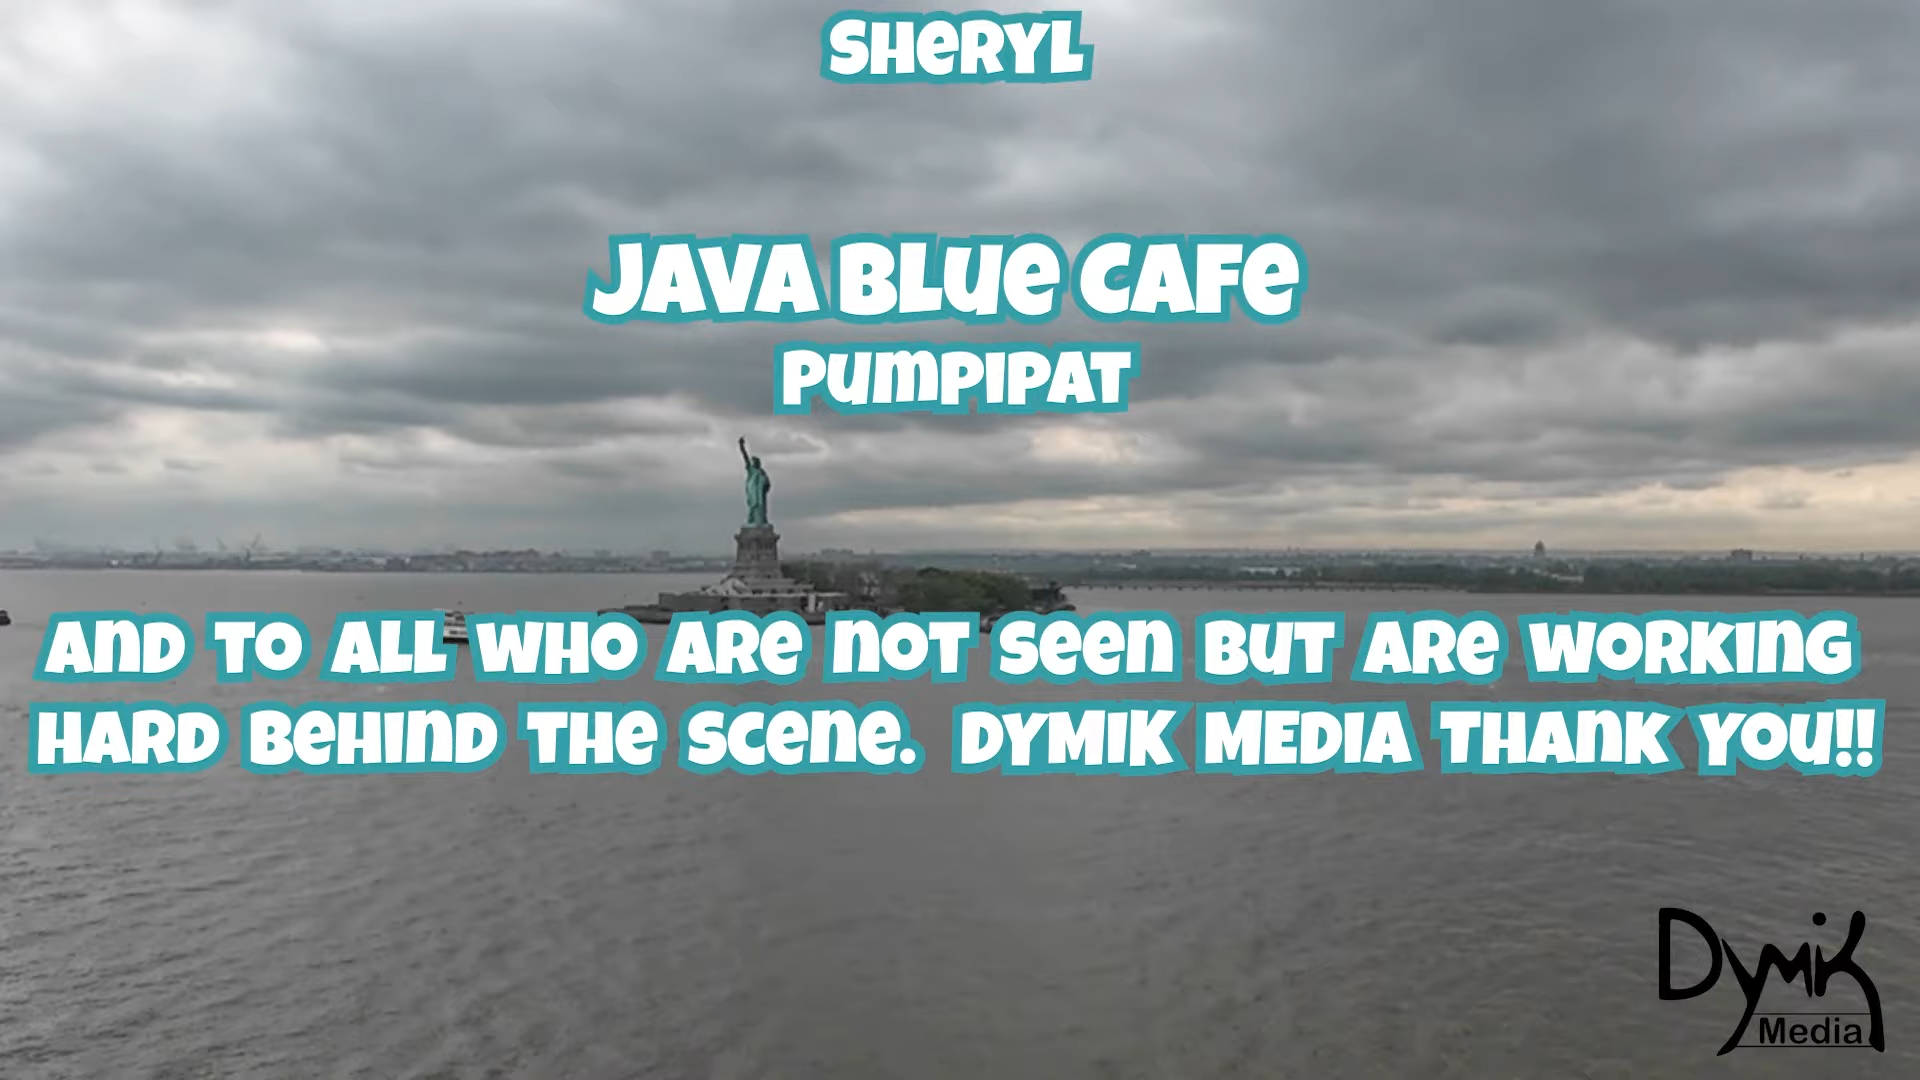 SHERYL
JAVA BLUE CAFE
PUMPIPAT
AND TO ALL WHO ARE NOT SEEN BUT ARE WORKING
HARD BEHIND THE SCENE. DYMIK MEDIA THANK YOU!!
Dymik
Media